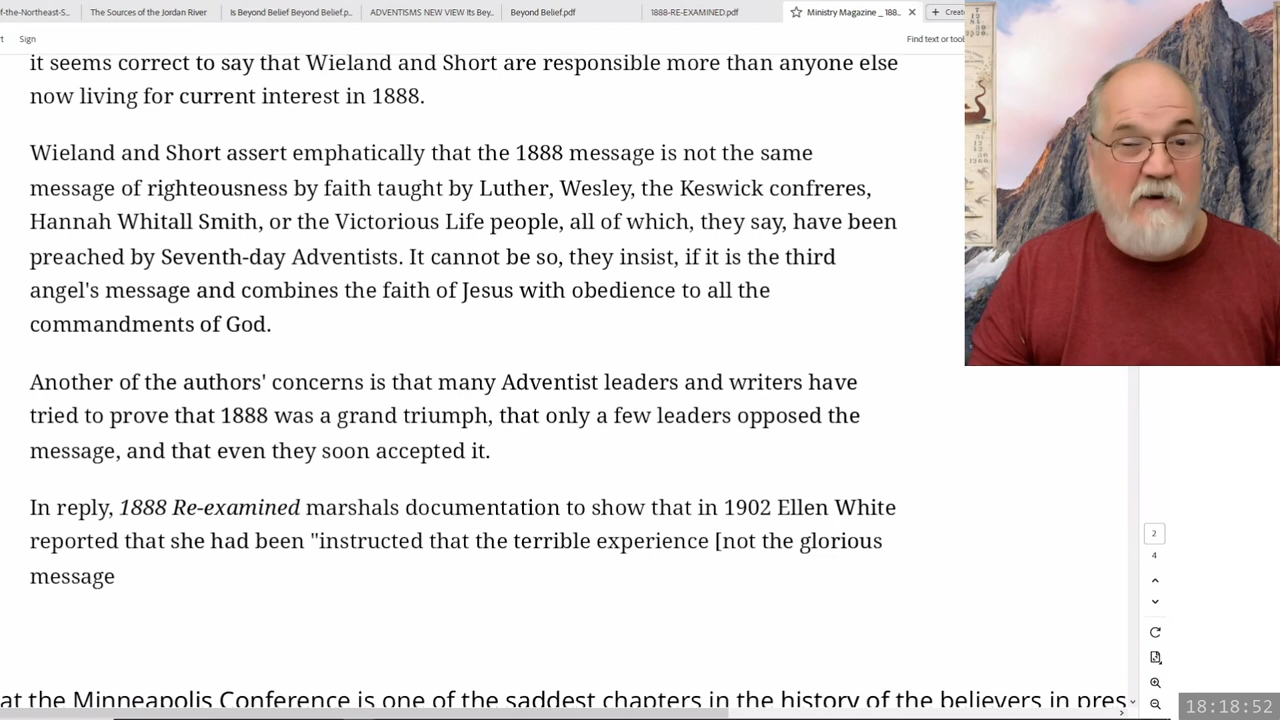 f-the-Northeast-S...
The Sources of the Jordan River
Is Beyond Belief Beyond Belief.p...
ADVENTISMS NEW VIEW Its Bey...
Beyond Belief.pdf
1888-RE-EXAMINED.pdf
Ministry Magazine _ 188...
Creat
t
Sign
Find text or tool
it seems correct to say that Wieland and Short are responsible more than anyone else
now living for current interest in 1888.
Wieland and Short assert emphatically that the 1888 message is not the same
message of righteousness by faith taught by Luther, Wesley, the Keswick confreres,
Hannah Whitall Smith, or the Victorious Life people, all of which, they say, have been
preached by Seventh-day Adventists. It cannot be so, they insist, if it is the third
angel's message and combines the faith of Jesus with obedience to all the
commandments of God.
Another of the authors' concerns is that many Adventist leaders and writers have
tried to prove that 1888 was a grand triumph, that only a few leaders opposed the
message, and that even they soon accepted it.
In reply, 1888 Re-examined marshals documentation to show that in 1902 Ellen White
reported that she had been "instructed that the terrible experience [not the glorious
message
at the Minneapolis Conference is one of the saddest chapters in the history of the believers in pres
2
4
18:18:52